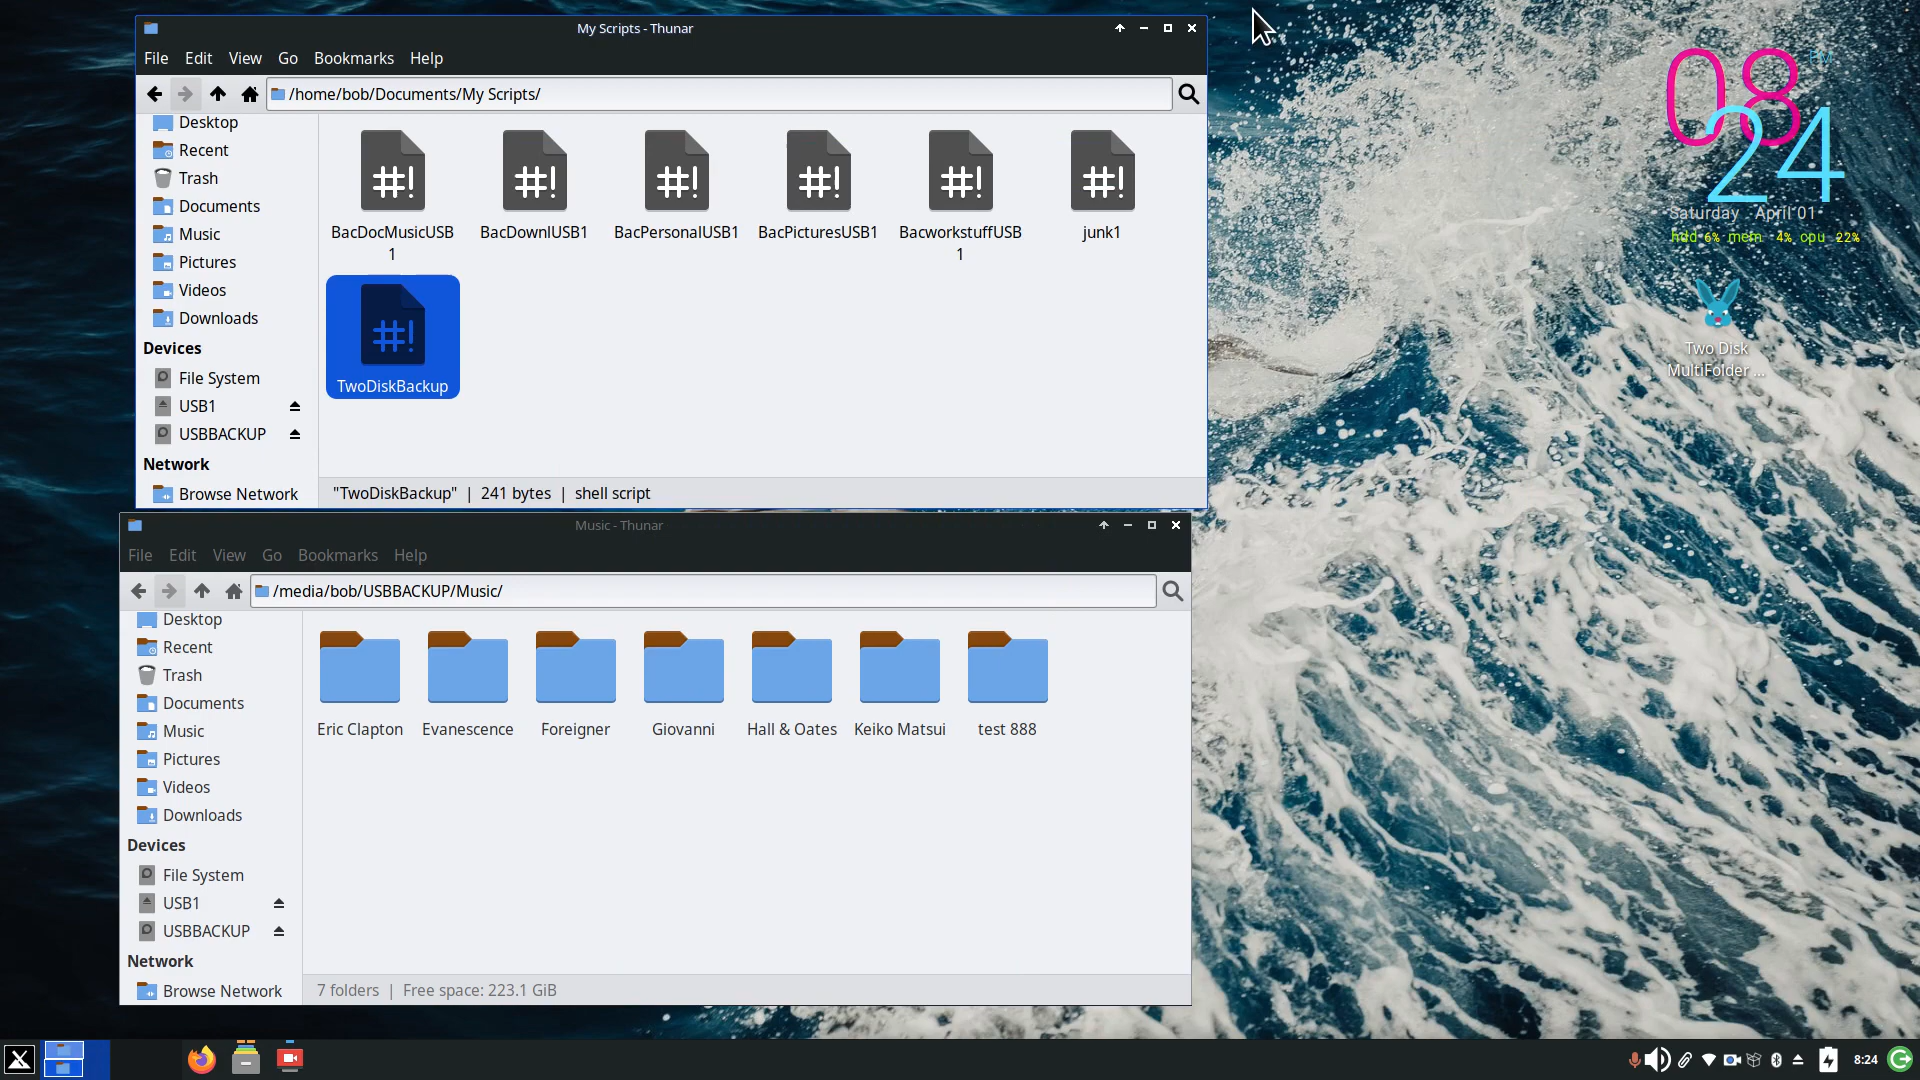 My Scripts - Thunar
File Edit View Go Bookmarks Help
/home/bob/Documents/My Scripts/
Desktop
Recent
Trash
Documents
Music
Pictures
Videos
Downloads
Devices
File System
USB1
USBBACKUP
Network
Browse Network
BacDocMusicUSB
1
BacDownlUSB1
BacPersonalUSB1
BacPicturesUSB1
BacworkstuffUSB
1
junk1
TwoDiskBackup
"TwoDiskBackup" | 241 bytes | shell script
Music - Thunar
File Edit View Go Bookmarks Help
/media/bob/USBBACKUP/Music/
Desktop
Recent
Trash
Documents
Music
Pictures
Videos
Downloads
Devices
File System
USB1
USBBACKUP
Network
Browse Network
Eric Clapton
Evanescence
Foreigner
Giovanni
Hall & Oates
Keiko Matsui
test 888
7 folders | Free space: 223.1 GiB
08 PM
24
Saturday April 01
hdd 6% mem 4% cpu 22%
Two Disk
MultiFolder ...
8:24